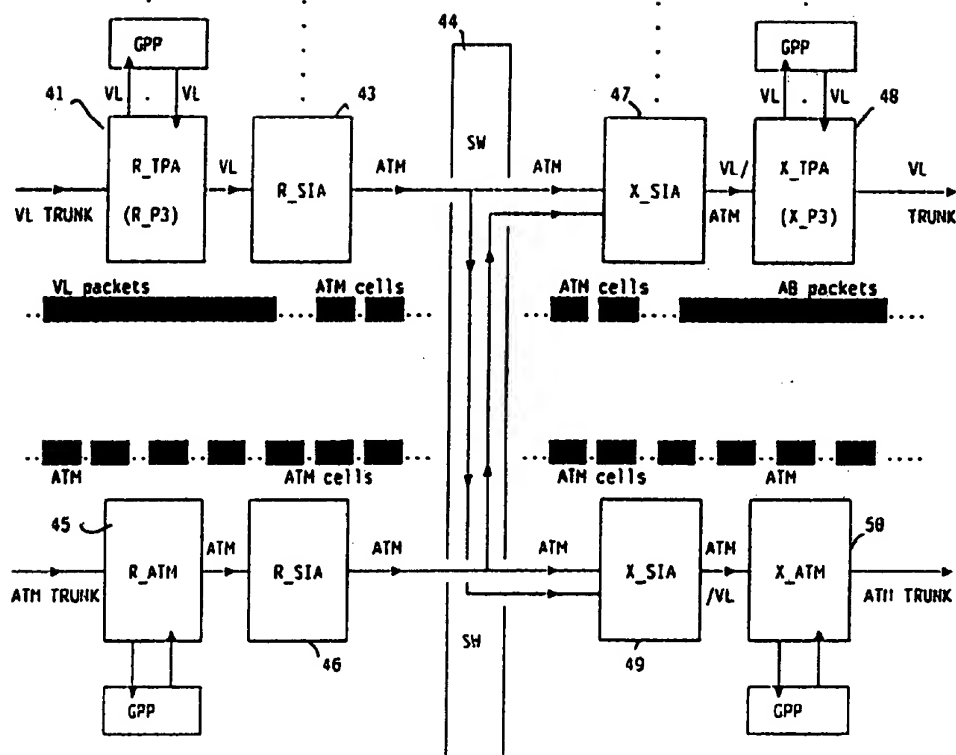 44
GPP GPP
41 VL VL 43 47 VL VL 48
SW
R_TPA VL ATM ATM VL/ X_TPA VL
R_SIA X_SIA
VL TRUNK (R_P3) ATM (X_P3) TRUNK
VL packets ATM cells ATM cells AB packets
ATM ATM cells ATM cells ATM
45 50
ATM ATM ATM ATM
R_ATM R_SIA X_SIA X_ATM
ATM TRUNK /VL ATM TRUNK
SW
46 49
GPP GPP